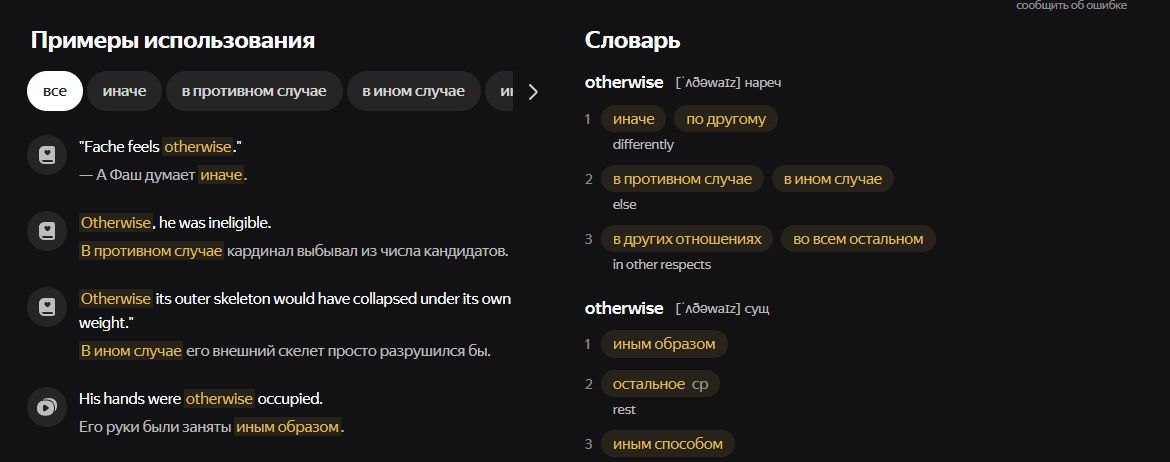 сообщить об ошибке
Примеры использования
все иначе в противном случае в ином случае
"Fache feels otherwise."
— А Фаш думает иначе.
Otherwise, he was ineligible.
В противном случае кардинал выбывал из числа кандидатов.
Otherwise its outer skeleton would have collapsed under its own
weight."
В ином случае его внешний скелет просто разрушился бы.
His hands were otherwise occupied.
Его руки были заняты иным образом.
Словарь
otherwise [ˈʌðəwaɪz] нареч
1 иначе по другому
differently
2 в противном случае в ином случае
else
3 в других отношениях во всем остальном
in other respects
otherwise [ˈʌðəwaɪz] сущ
1 иным образом
2 остальное ср
rest
3 иным способом